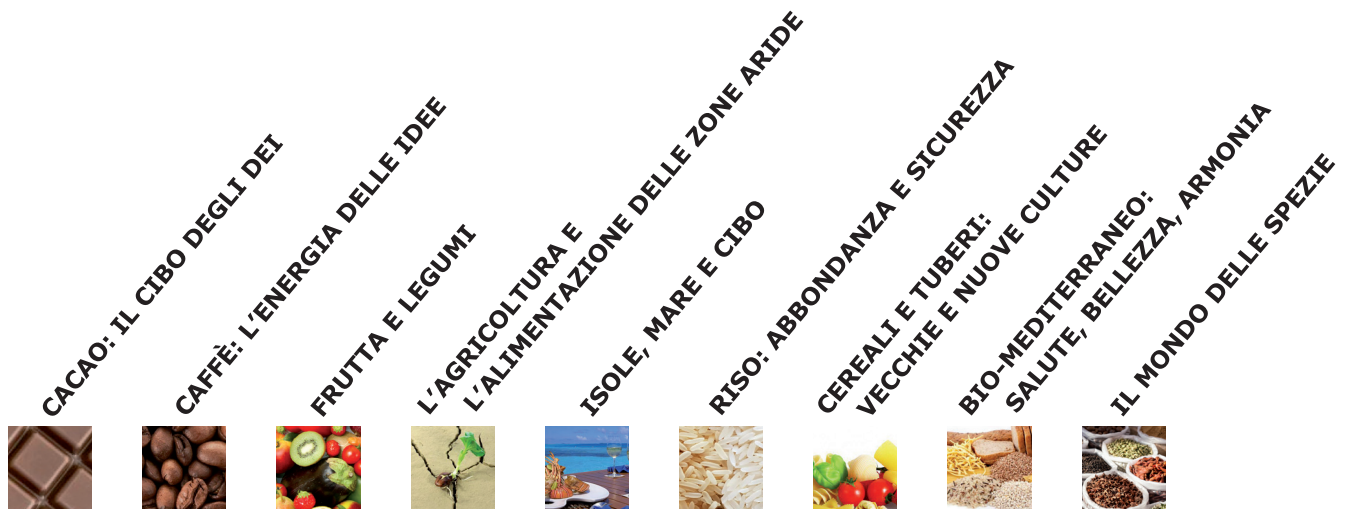 CACAO: IL CIBO DEGLI DEI
CAFFÈ: L’ENERGIA DELLE IDEE
FRUTTA E LEGUMI
L’AGRICOLTURA E
L’ALIMENTAZIONE DELLE ZONE ARIDE
ISOLE, MARE E CIBO
RISO: ABBONDANZA E SICUREZZA
CEREALI E TUBERI:
VECCHIE E NUOVE CULTURE
BIO-MEDITERRANEO:
SALUTE, BELLEZZA, ARMONIA
IL MONDO DELLE SPEZIE